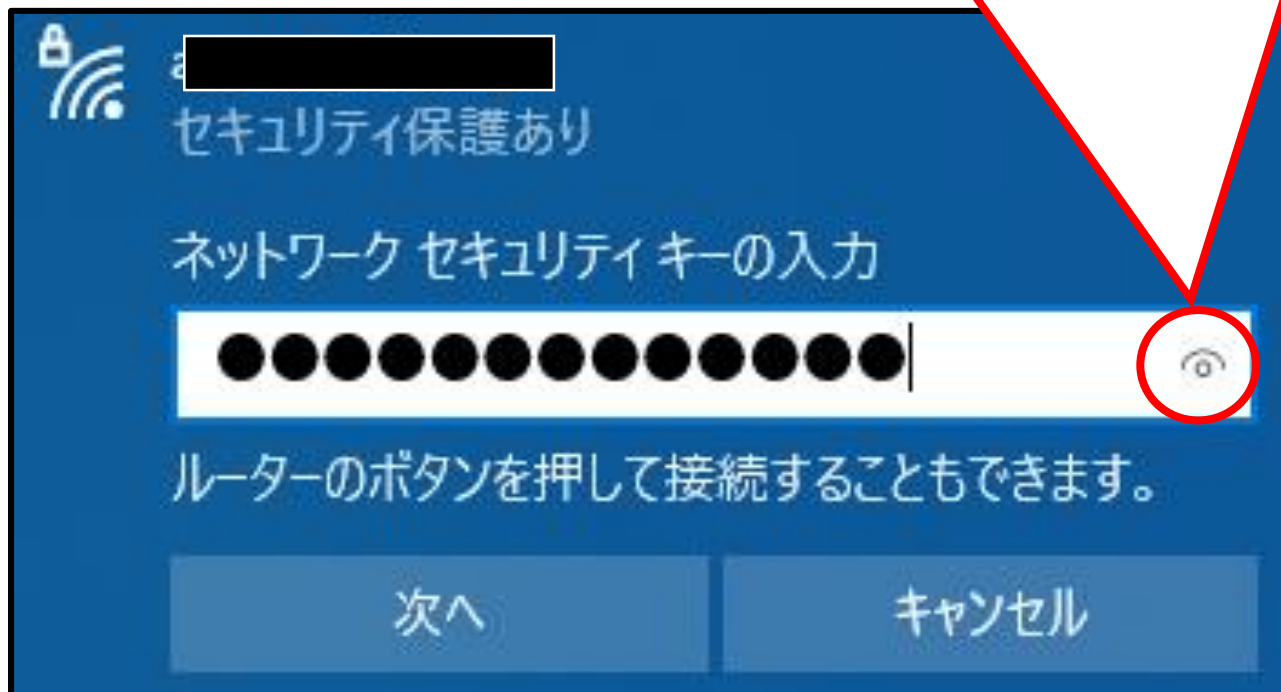 セキュリティ保護あり
ネットワーク セキュリティ キーの入力
●●●●●●●●●●●●●
ルーターのボタンを押して接続することもできます。
次へ
キャンセル